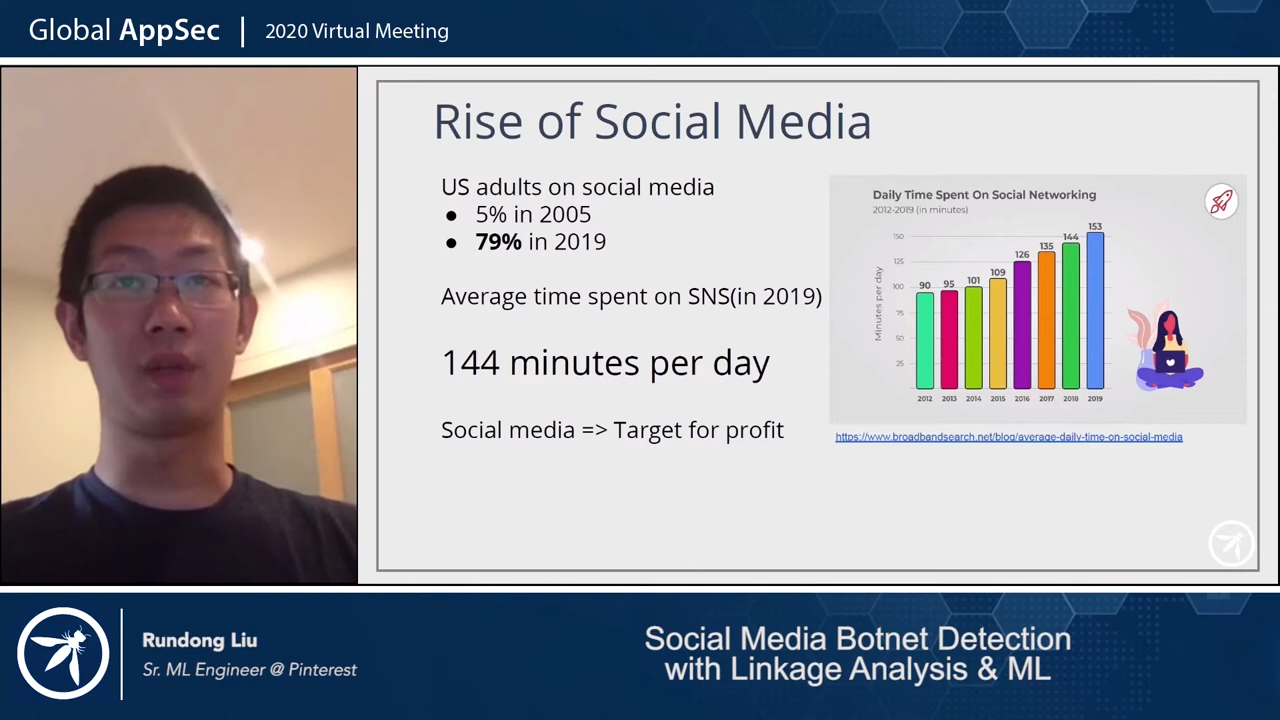 Global AppSec | 2020 Virtual Meeting
Rise of Social Media
US adults on social media
● 5% in 2005
● 79% in 2019
Average time spent on SNS(in 2019)
144 minutes per day
Social media => Target for profit
Daily Time Spent On Social Networking
2012-2019 (in minutes)
Minutes per day
150
125
100
75
50
25
90 95 101 109 126 135 144 153
2012 2013 2014 2015 2016 2017 2018 2019
https://www.broadbandsearch.net/blog/average-daily-time-on-social-media
Rundong Liu
Sr. ML Engineer @ Pinterest
Social Media Botnet Detection
with Linkage Analysis & ML